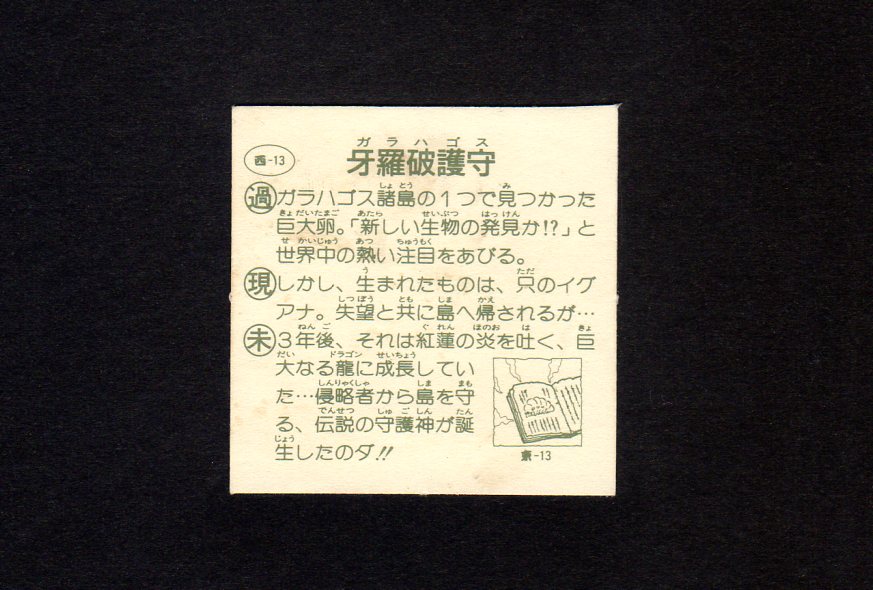 西-13
ガラハゴス
牙羅破護守
過 ガラハゴス諸島の1つで見つかった
巨大卵。「新しい生物の発見か!?」と
世界中の熱い注目をあびる。
現 しかし、生まれたものは、只のイグ
アナ。失望と共に島へ帰されるが…
未 3年後、それは紅蓮の炎を吐く、巨
大なる龍に成長してい
た…侵略者から島を守
る、伝説の守護神が誕
生したのダ!!
東-13